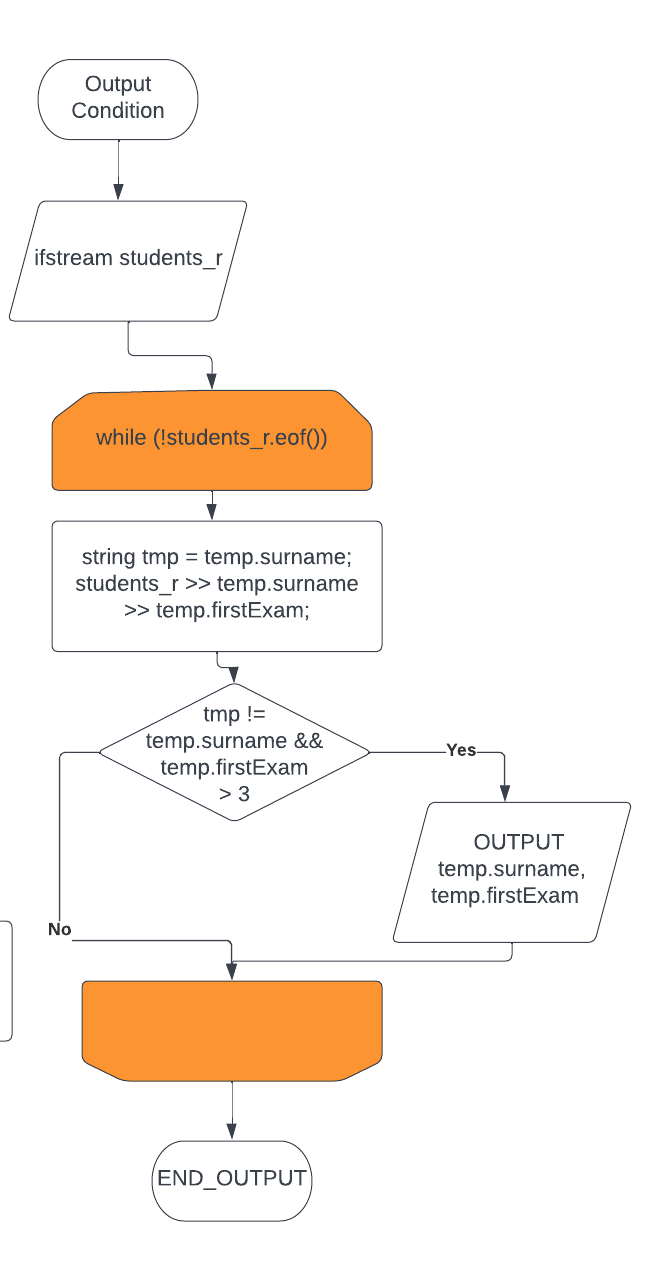 Output
Condition
ifstream students_r
while (!students_r.eof())
string tmp = temp.surname;
students_r >> temp.surname
>> temp.firstExam;
tmp !=
temp.surname &&
temp.firstExam
> 3
Yes
OUTPUT
temp.surname,
temp.firstExam
No
END_OUTPUT